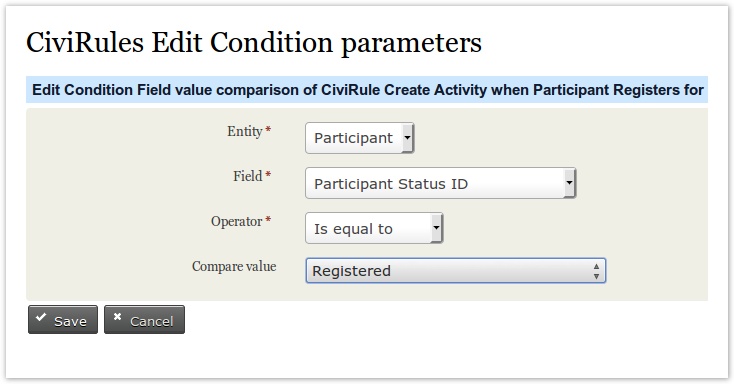 CiviRules Edit Condition parameters
Edit Condition Field value comparison of CiviRule Create Activity when Participant Registers for
Entity * Participant
Field * Participant Status ID
Operator * Is equal to
Compare value Registered
Save Cancel